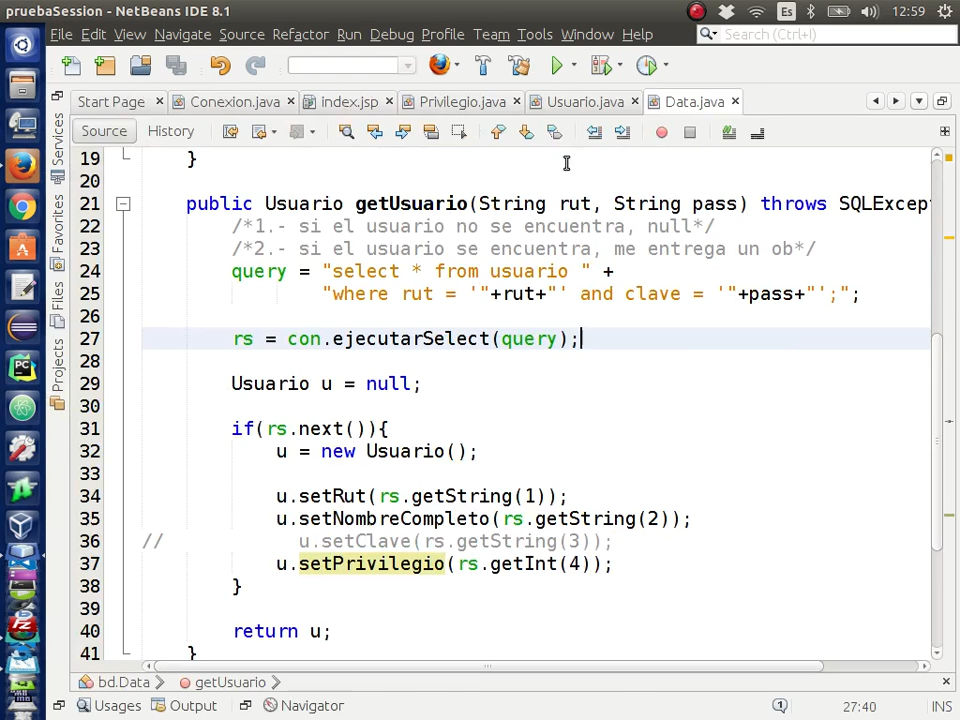 pruebaSession - NetBeans IDE 8.1
Es
12:59
File Edit View Navigate Source Refactor Run Debug Profile Team Tools Window Help
Search (Ctrl+I)
Start Page
Conexion.java
index.jsp
Privilegio.java
Usuario.java
Data.java
Source
History
Services
Favorites
Files
Projects
19 }
20
21 public Usuario getUsuario(String rut, String pass) throws SQLExcept
22 /*1.- si el usuario no se encuentra, null*/
23 /*2.- si el usuario se encuentra, me entrega un ob*/
24 query = "select * from usuario " +
25 "where rut = '"+rut+"' and clave = '"+pass+"';";
26
27 rs = con.ejecutarSelect(query);
28
29 Usuario u = null;
30
31 if(rs.next()){
32 u = new Usuario();
33
34 u.setRut(rs.getString(1));
35 u.setNombreCompleto(rs.getString(2));
36 // u.setClave(rs.getString(3));
37 u.setPrivilegio(rs.getInt(4));
38 }
39
40 return u;
41 }
bd.Data
getUsuario
Usages
Output
Navigator
1
27:40
INS